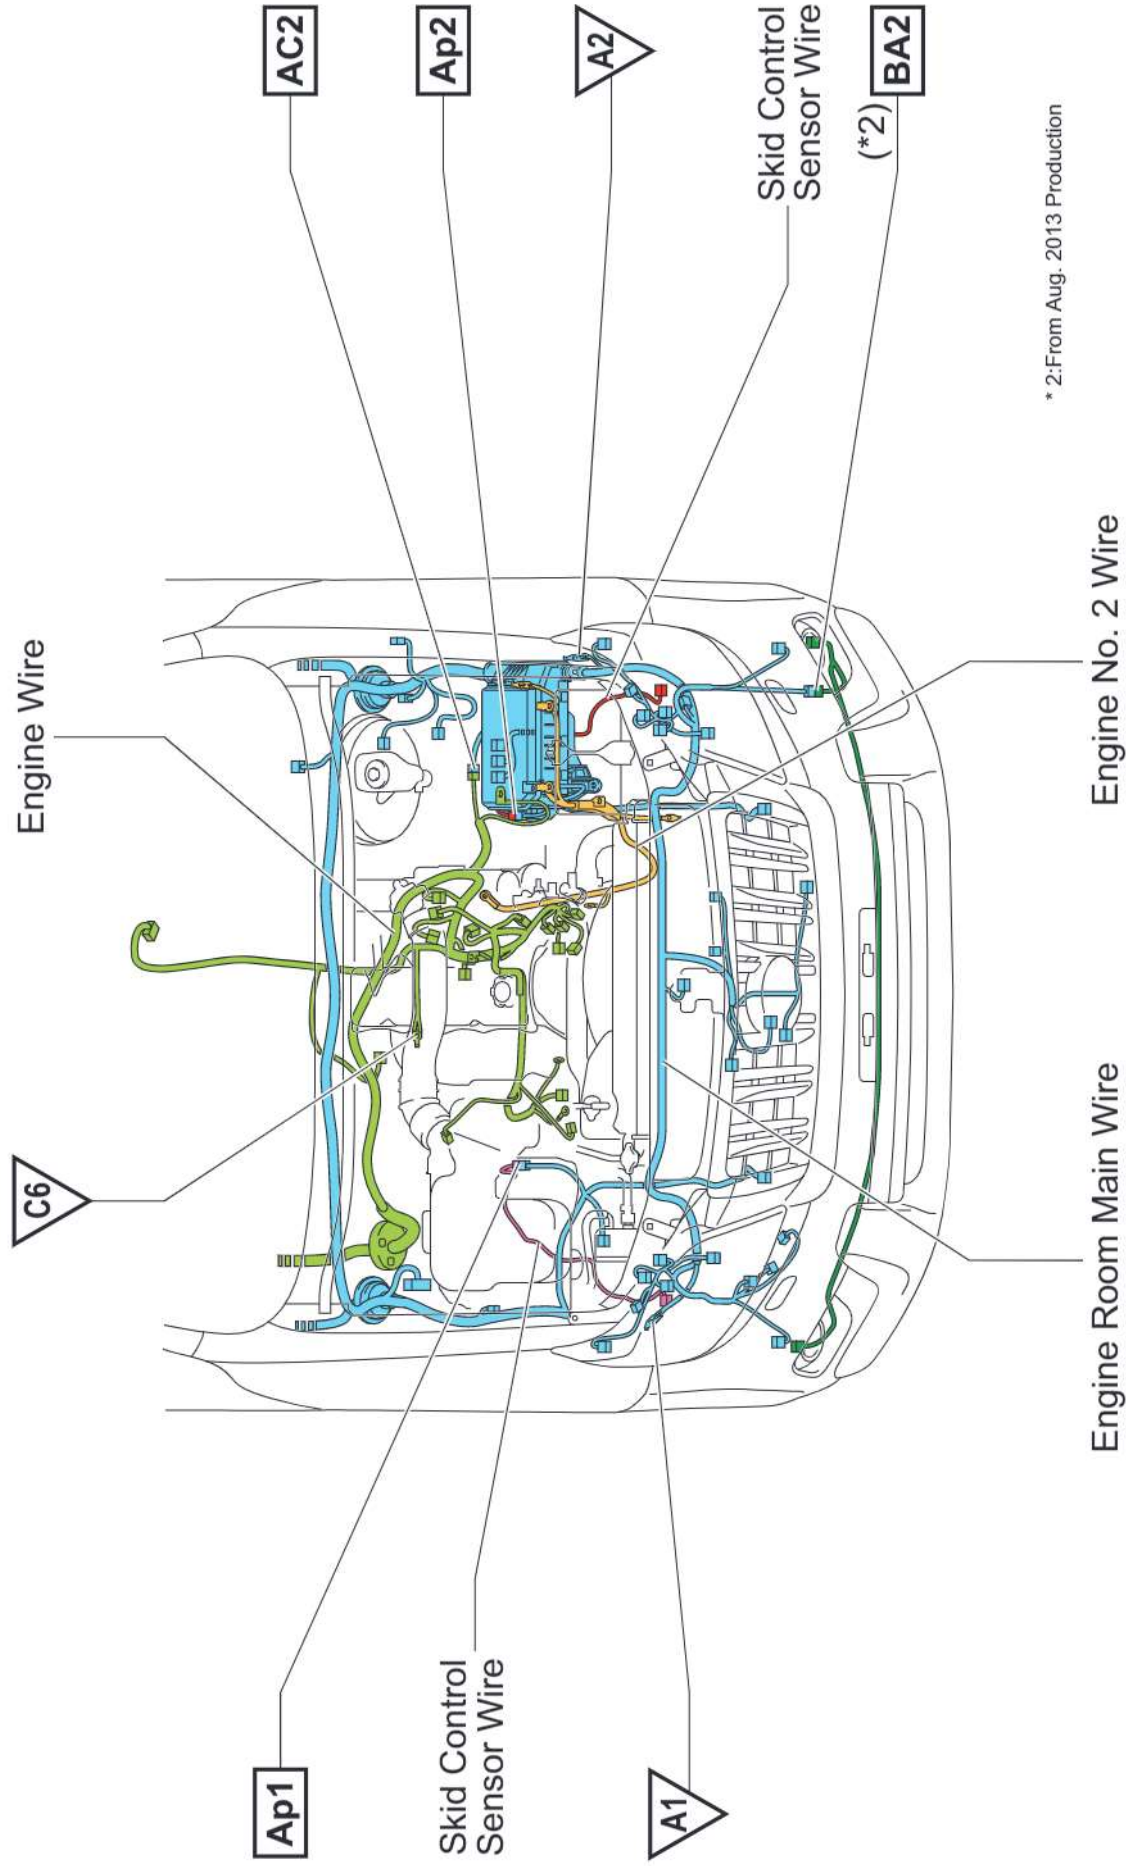 Engine Wire
C6
AC2
Ap2
A2
Skid Control
Sensor Wire
(*2)
BA2
Ap1
Skid Control
Sensor Wire
A1
Engine Room Main Wire
Engine No. 2 Wire
* 2:From Aug. 2013 Production